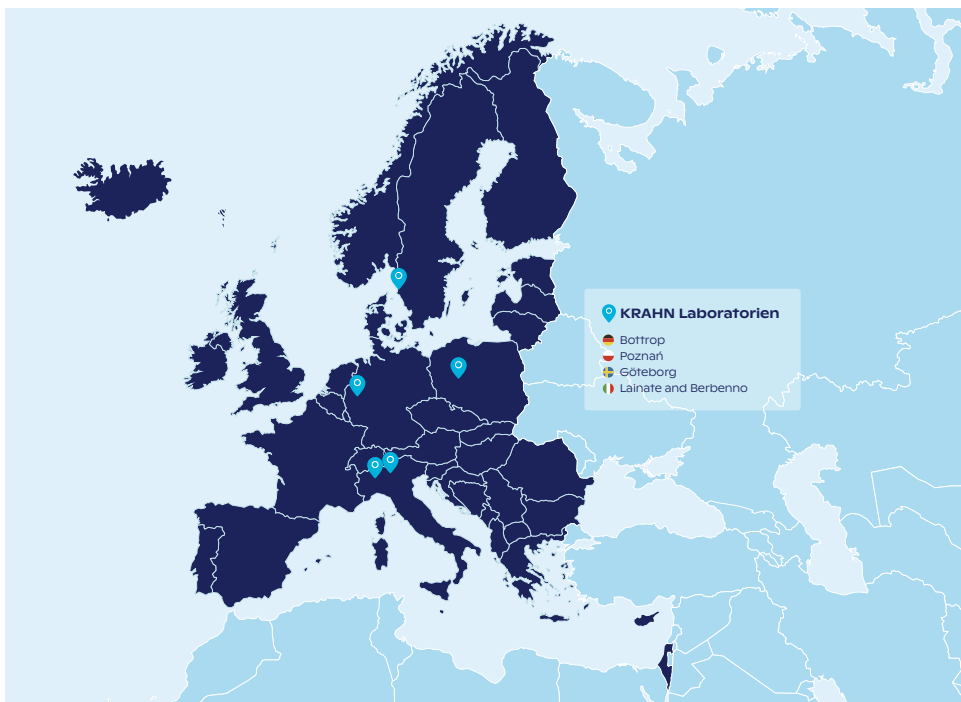 KRAHN Laboratorien
Bottrop
Poznań
Göteborg
Lainate and Berbenno